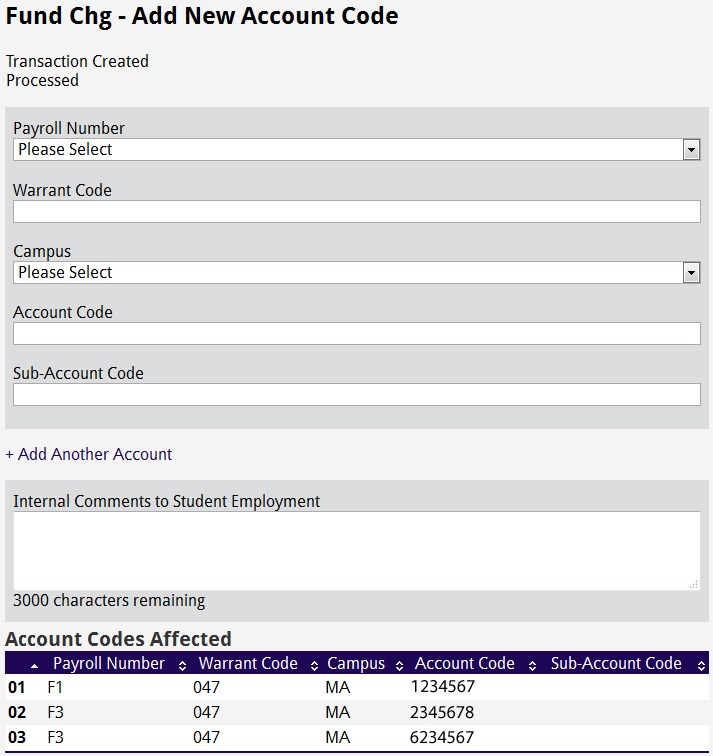 Fund Chg - Add New Account Code
Transaction Created
Processed
Payroll Number
Please Select
Warrant Code
Campus
Please Select
Account Code
Sub-Account Code
+ Add Another Account
Internal Comments to Student Employment
3000 characters remaining
Account Codes Affected
Payroll Number Warrant Code Campus Account Code Sub-Account Code
01 F1 047 MA 1234567
02 F3 047 MA 2345678
03 F3 047 MA 6234567